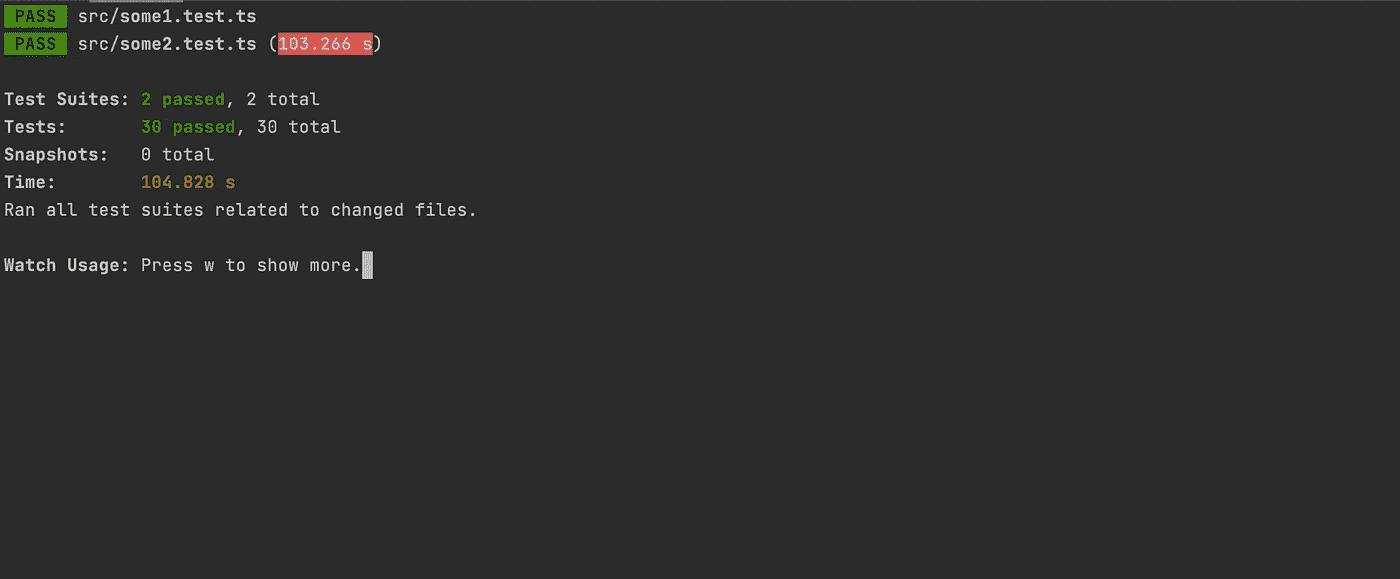 PASS src/some1.test.ts
PASS src/some2.test.ts (103.266 s)
Test Suites: 2 passed, 2 total
Tests: 30 passed, 30 total
Snapshots: 0 total
Time: 104.828 s
Ran all test suites related to changed files.
Watch Usage: Press w to show more.